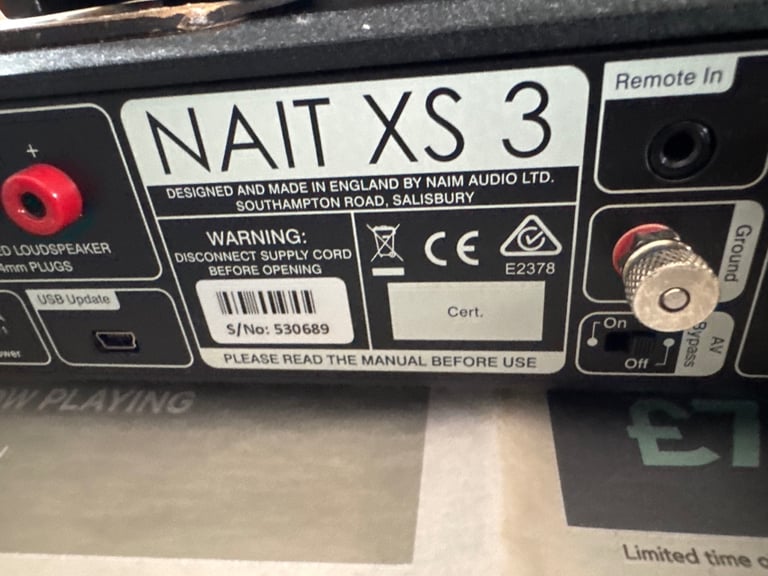 NAIT XS 3
DESIGNED AND MADE IN ENGLAND BY NAIM AUDIO LTD.
SOUTHAMPTON ROAD, SALISBURY
WARNING:
DISCONNECT SUPPLY CORD
BEFORE OPENING
S/No: 530689
CE
E2378
Cert.
PLEASE READ THE MANUAL BEFORE USE
+
LOUDSPEAKER
4mm PLUGS
USB Update
Remote In
Ground
On
Off
AV
Bypass
PLAYING
£7
Limited time